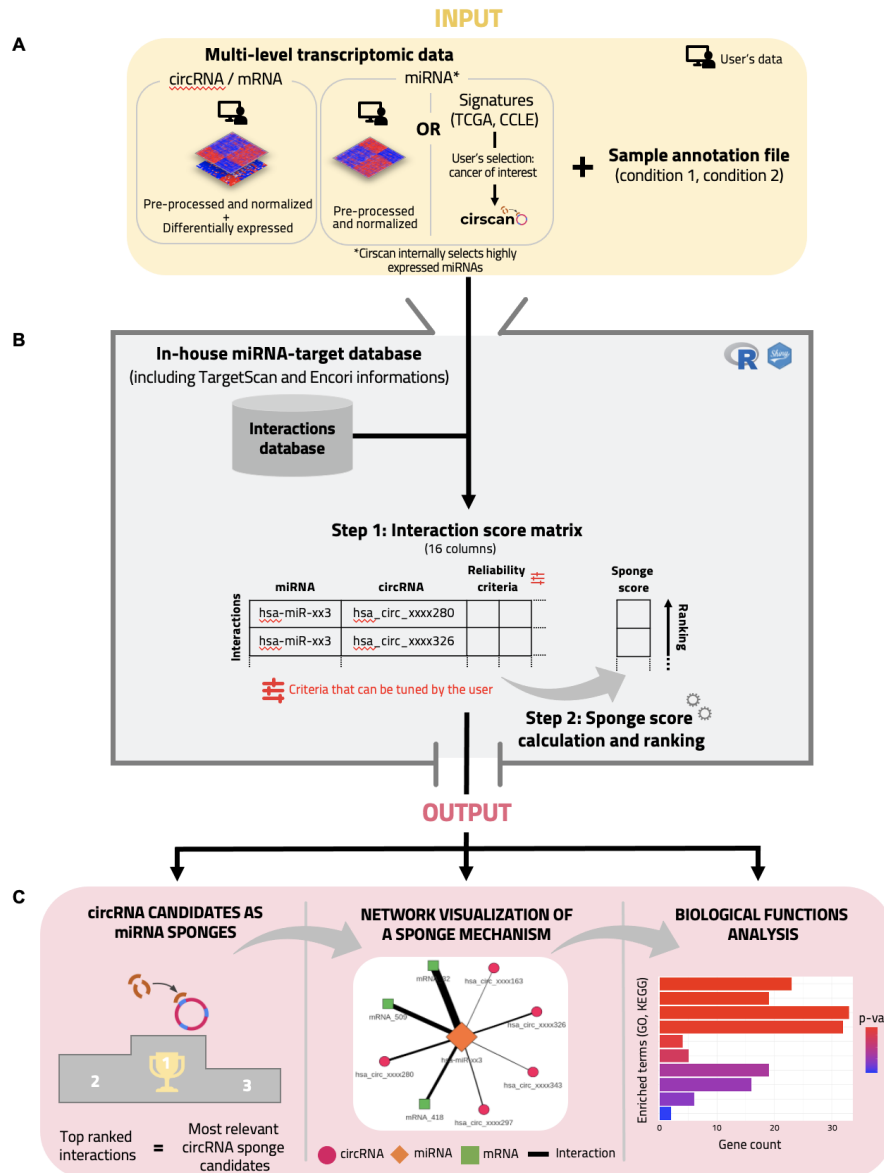 INPUT
A
Multi-level transcriptomic data
User's data
circRNA / mRNA
miRNA*
Signatures
(TCGA, CCLE)
OR
User's selection:
cancer of interest
cirscan
Pre-processed and normalized
+
Differentially expressed
Pre-processed
and normalized
+
Sample annotation file
(condition 1, condition 2)
*Cirscan internally selects highly
expressed miRNAs
B
In-house miRNA-target database
(including TargetScan and Encori informations)
R
Shiny
Interactions
database
Step 1: Interaction score matrix
(16 columns)
Interactions
miRNA
circRNA
Reliability
criteria
Sponge
score
hsa-miR-xx3
hsa_circ_xxxx280
hsa-miR-xx3
hsa_circ_xxxx326
Ranking
Criteria that can be tuned by the user
Step 2: Sponge score
calculation and ranking
OUTPUT
C
circRNA CANDIDATES AS
miRNA SPONGES
1
2
3
Top ranked
interactions
=
Most relevant
circRNA sponge
candidates
NETWORK VISUALIZATION OF
A SPONGE MECHANISM
hsa_circ_xxxx163
mRNA_509
hsa_circ_xxxx326
hsa_circ_xxxx280
hsa_circ_xxxx343
mRNA_418
hsa_circ_xxxx297
circRNA
miRNA
mRNA
Interaction
BIOLOGICAL FUNCTIONS
ANALYSIS
Enriched terms (GO, KEGG)
p-va
0
10
20
30
Gene count